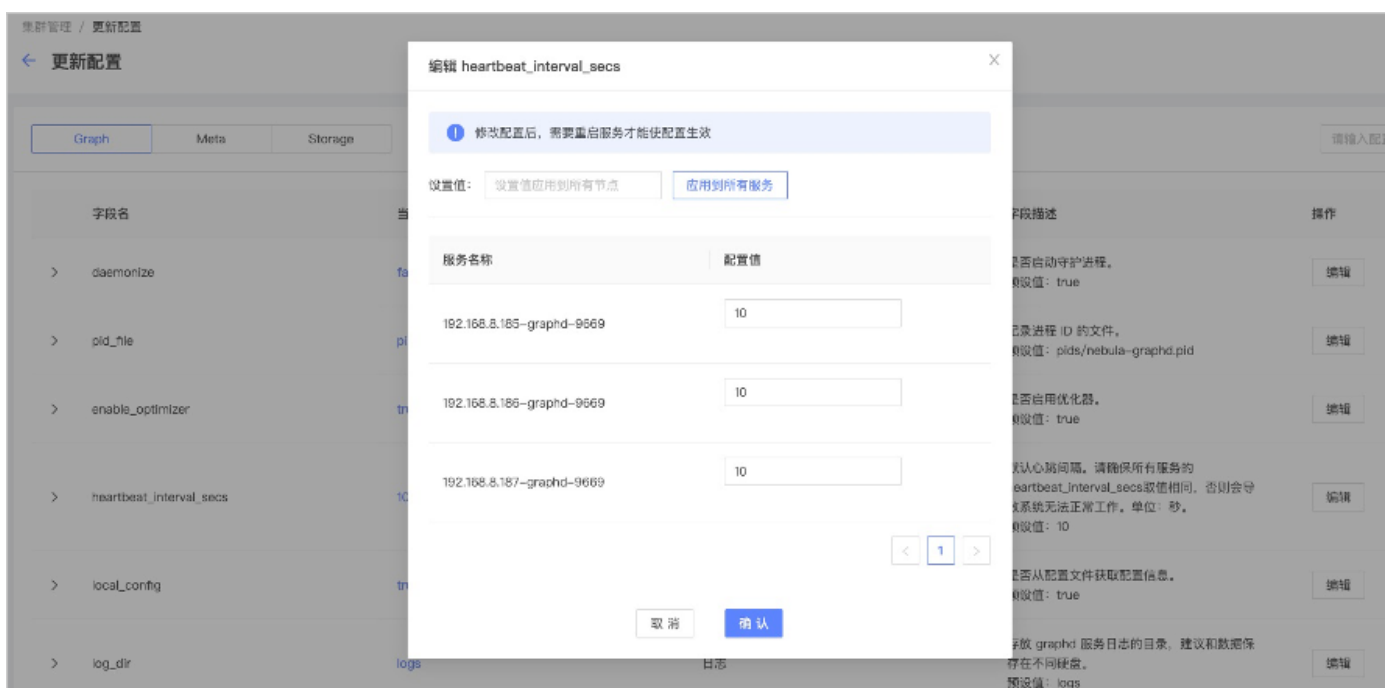 集群管理 / 更新配置
← 更新配置
编辑 heartbeat_interval_secs
修改配置后，需要重启服务才能使配置生效
Graph Meta Storage
请输入配
设置值： 设置值应用到所有节点 应用到所有服务
字段名
字段描述 操作
服务名称 配置值
daemonize
是否启动守护进程。
预设值：true
编辑
192.168.8.185-graphd-9669 10
pid_file
记录进程 ID 的文件。
预设值：pids/nebula-graphd.pid
编辑
192.168.8.186-graphd-9669 10
enable_optimizer
是否启用优化器。
预设值：true
编辑
192.168.8.187-graphd-9669 10
heartbeat_interval_secs 10
默认心跳间隔。请确保所有服务的
heartbeat_interval_secs取值相同，否则会导
致系统无法正常工作。单位：秒。
预设值：10
编辑
< 1 >
local_config
是否从配置文件获取配置信息。
预设值：true
编辑
取 消 确 认
log_dir logs 日志
存放 graphd 服务日志的目录，建议和数据保
存在不同硬盘。
预设值：logs
编辑